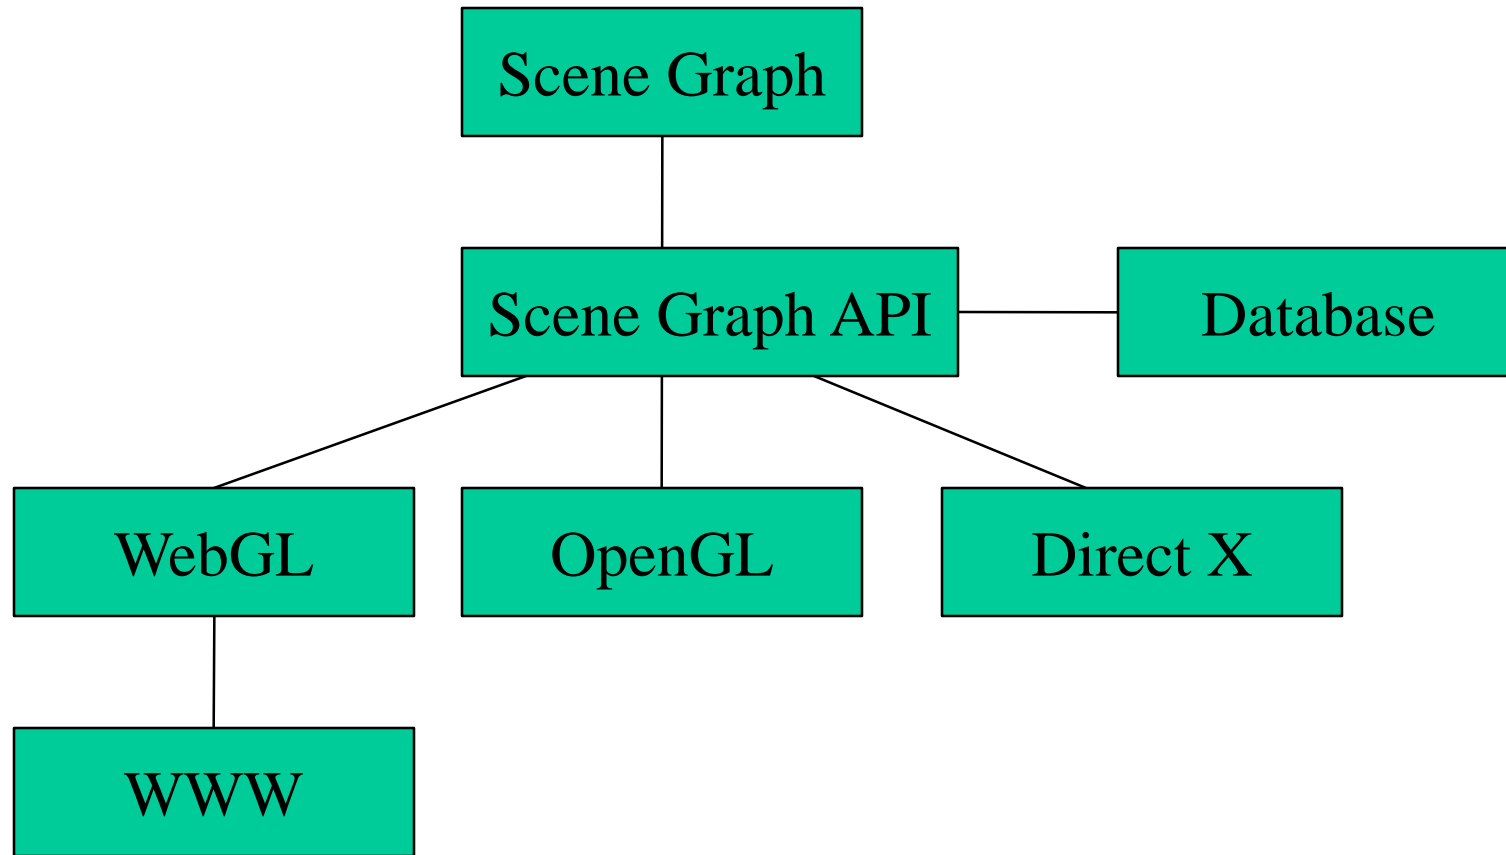 Scene Graph
Scene Graph API
Database
WebGL
OpenGL
Direct X
WWW